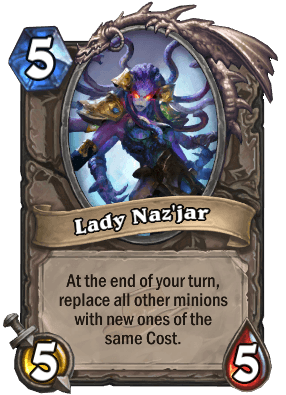 5
Lady Naz'jar
At the end of your turn,
replace all other minions
with new ones of the
same Cost.
5
5